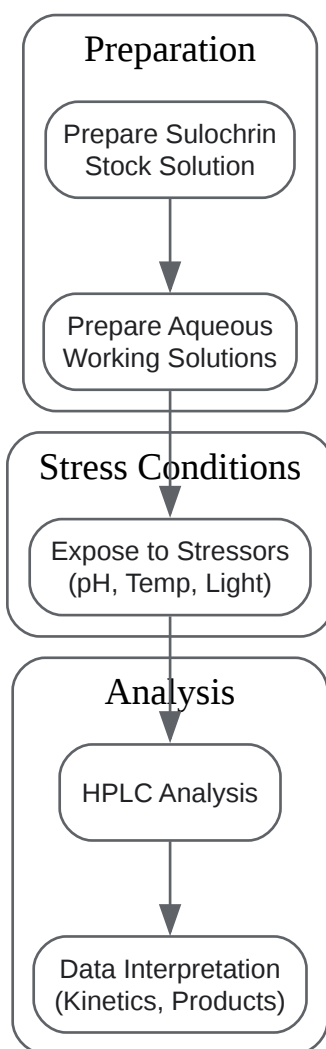 Preparation
Prepare Sulochrin
Stock Solution
Prepare Aqueous
Working Solutions
Stress Conditions
Expose to Stressors
(pH, Temp, Light)
Analysis
HPLC Analysis
Data Interpretation
(Kinetics, Products)